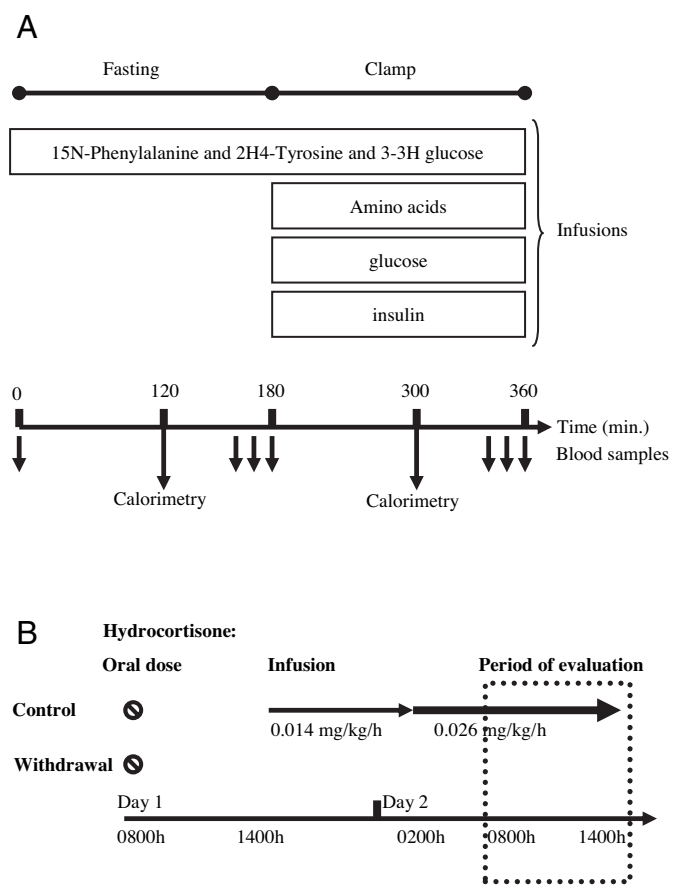 A
Fasting Clamp
15N-Phenylalanine and 2H4-Tyrosine and 3-3H glucose
Amino acids
glucose
insulin
Infusions
0 120 180 300 360
Time (min.)
Blood samples
Calorimetry Calorimetry
B
Hydrocortisone:
Oral dose Infusion Period of evaluation
Control
0.014 mg/kg/h 0.026 mg/kg/h
Withdrawal
Day 1 Day 2
0800h 1400h 0200h 0800h 1400h